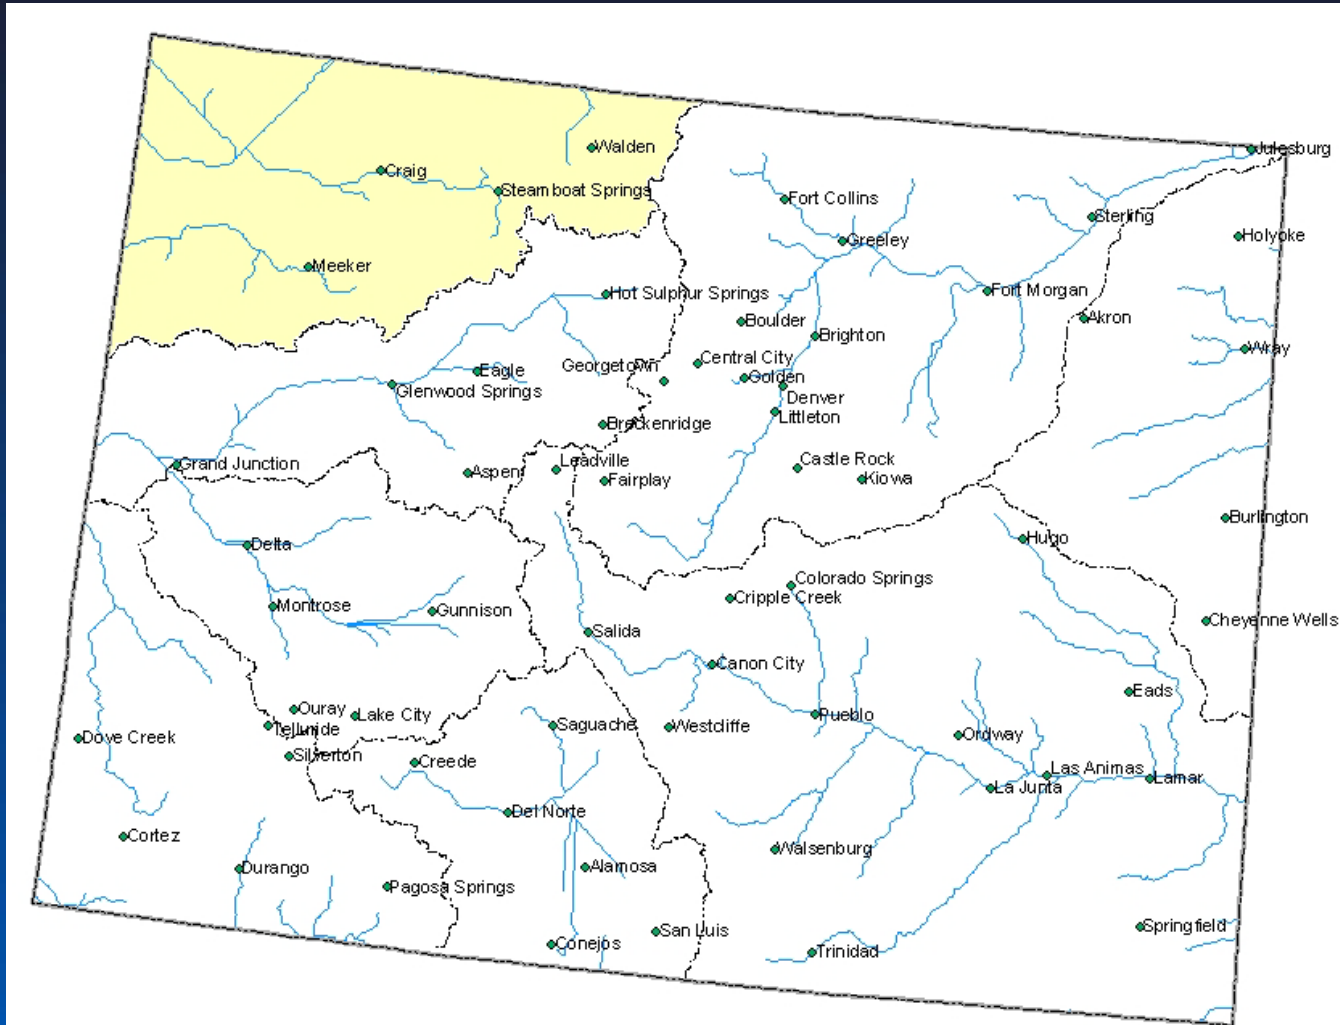 Julesburg
Walden
Craig
Steamboat Springs
Fort Collins
Sterling
Holyoke
Greeley
Meeker
Hot Sulphur Springs
Fort Morgan
Boulder
Akron
Brighton
Wray
Central City
Georgetown
Eagle
Golden
Glenwood Springs
Denver
Littleton
Breckenridge
Castle Rock
Leadville
Grand Junction
Aspen
Fairplay
Kiowa
Burlington
Hugo
Delta
Colorado Springs
Cripple Creek
Montrose
Gunnison
Cheyenne Wells
Salida
Canon City
Eads
Ouray
Lake City
Pueblo
Telluride
Saguache
Westcliffe
Dove Creek
Ordway
Silverton
Creede
Las Animas
Lamar
La Junta
Del Norte
Cortez
Walsenburg
Durango
Alamosa
Pagosa Springs
Springfield
San Luis
Conejos
Trinidad